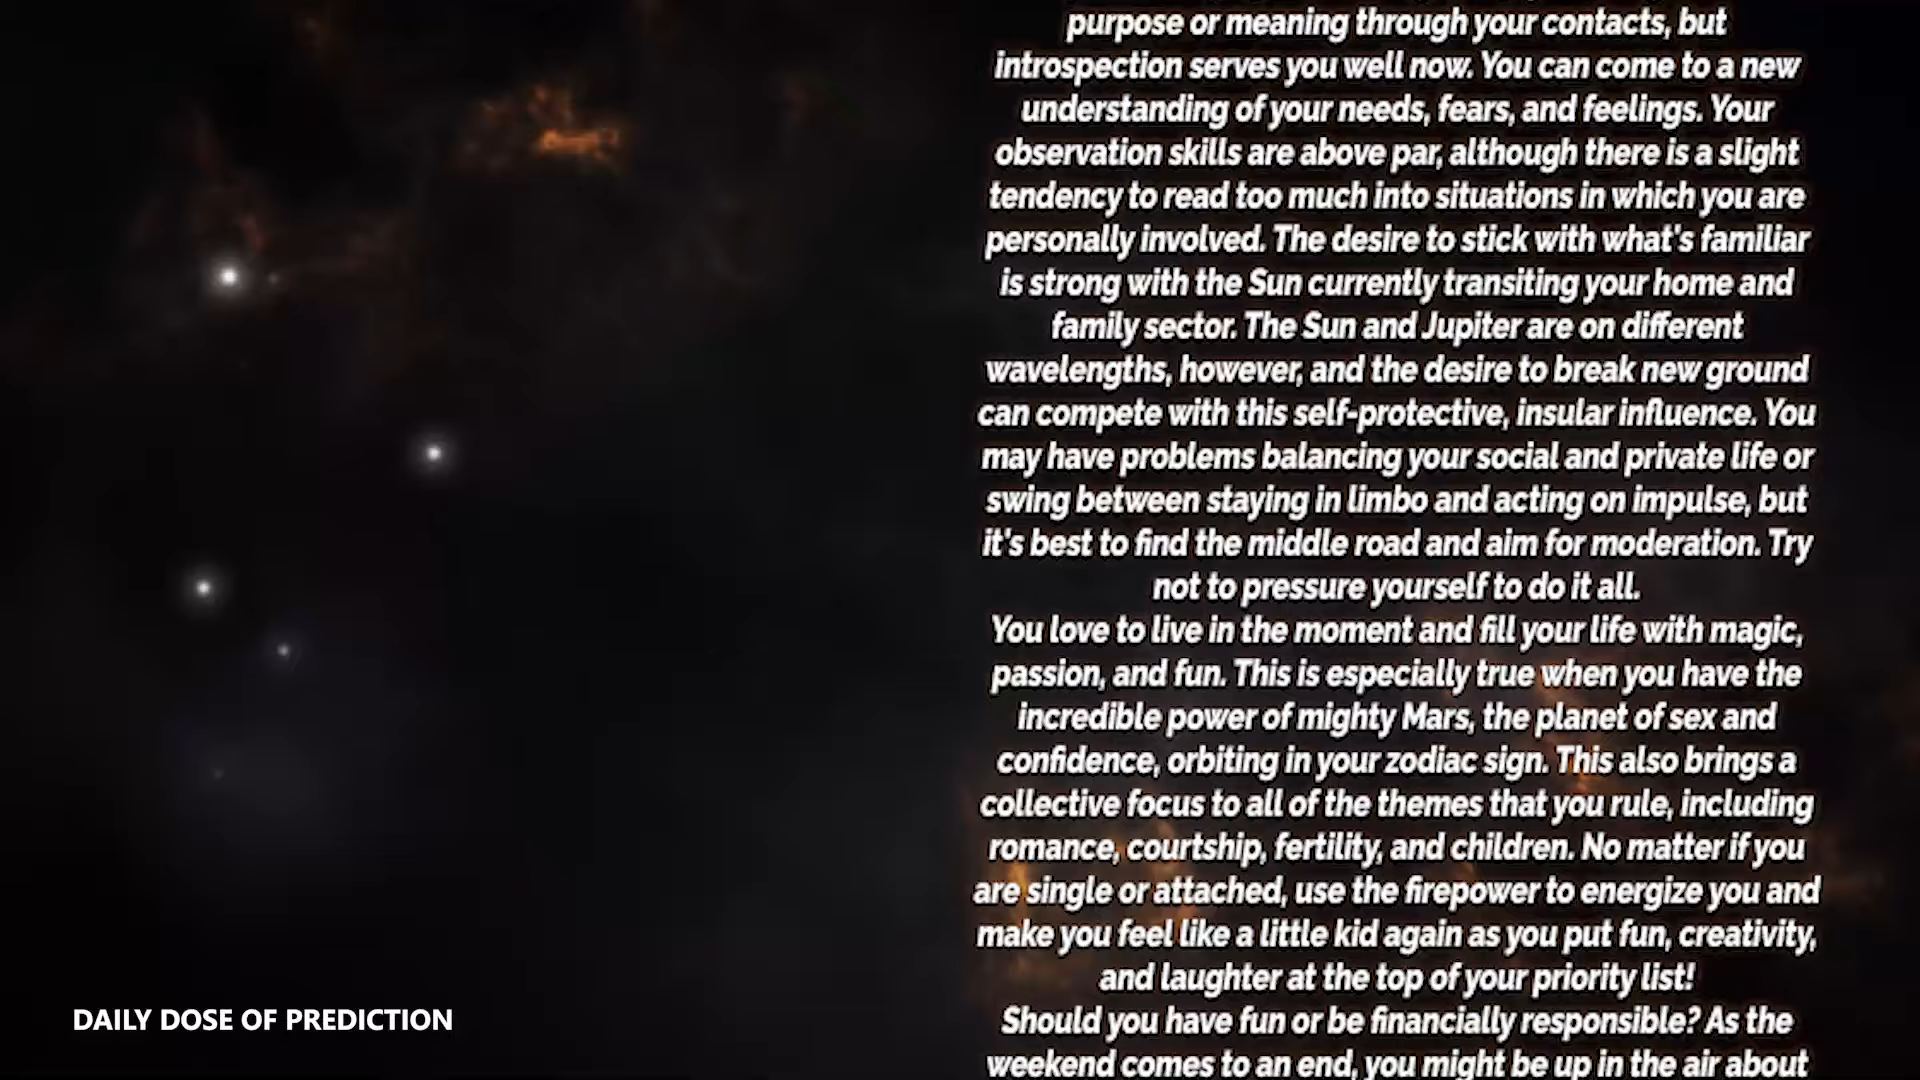 purpose or meaning through your contacts, but
introspection serves you well now. You can come to a new
understanding of your needs, fears, and feelings. Your
observation skills are above par, although there is a slight
tendency to read too much into situations in which you are
personally involved. The desire to stick with what's familiar
is strong with the Sun currently transiting your home and
family sector. The Sun and Jupiter are on different
wavelengths, however, and the desire to break new ground
can compete with this self-protective, insular influence. You
may have problems balancing your social and private life or
swing between staying in limbo and acting on impulse, but
it's best to find the middle road and aim for moderation. Try
not to pressure yourself to do it all.
You love to live in the moment and fill your life with magic,
passion, and fun. This is especially true when you have the
incredible power of mighty Mars, the planet of sex and
confidence, orbiting in your zodiac sign. This also brings a
collective focus to all of the themes that you rule, including
romance, courtship, fertility, and children. No matter if you
are single or attached, use the firepower to energize you and
make you feel like a little kid again as you put fun, creativity,
and laughter at the top of your priority list!
Should you have fun or be financially responsible? As the
weekend comes to an end, you might be up in the air about
DAILY DOSE OF PREDICTION